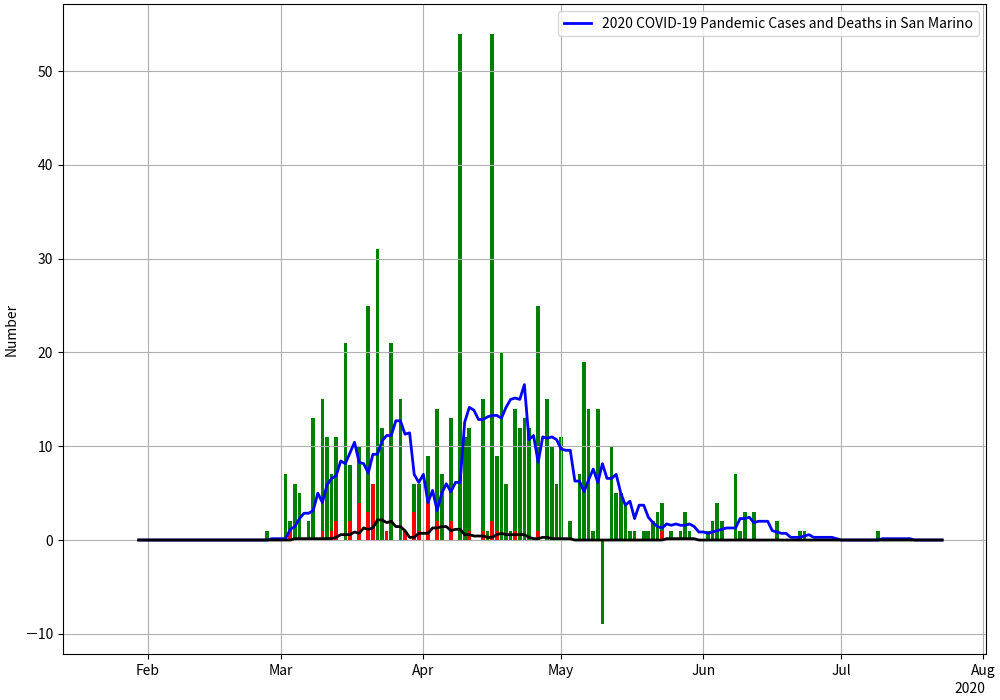 2020 COVID-19 Pandemic Cases and Deaths in San Marino
50
40
30
20
10
0
−10
Number
Feb Mar Apr May Jun Jul Aug
2020